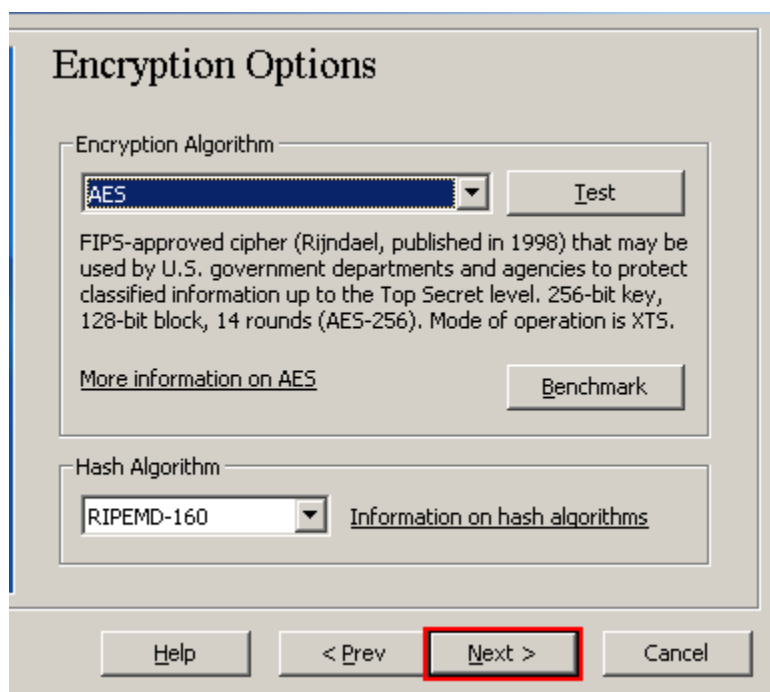 Encryption Options
Encryption Algorithm
AES
Test
FIPS-approved cipher (Rijndael, published in 1998) that may be
used by U.S. government departments and agencies to protect
classified information up to the Top Secret level. 256-bit key,
128-bit block, 14 rounds (AES-256). Mode of operation is XTS.
More information on AES
Benchmark
Hash Algorithm
RIPEMD-160
Information on hash algorithms
Help
< Prev
Next >
Cancel